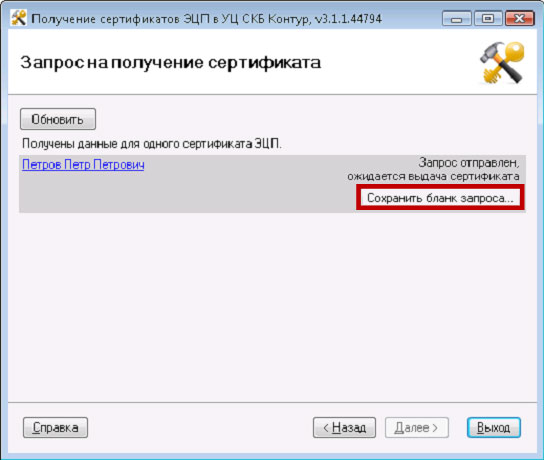 Получение сертификатов ЭЦП в УЦ СКБ Контур, v3.1.1.44794
Запрос на получение сертификата
Обновить
Получены данные для одного сертификата ЭЦП.
Петров Петр Петрович
Запрос отправлен,
ожидается выдача сертификата
Сохранить бланк запроса...
Справка
< Назад
Далее >
Выход